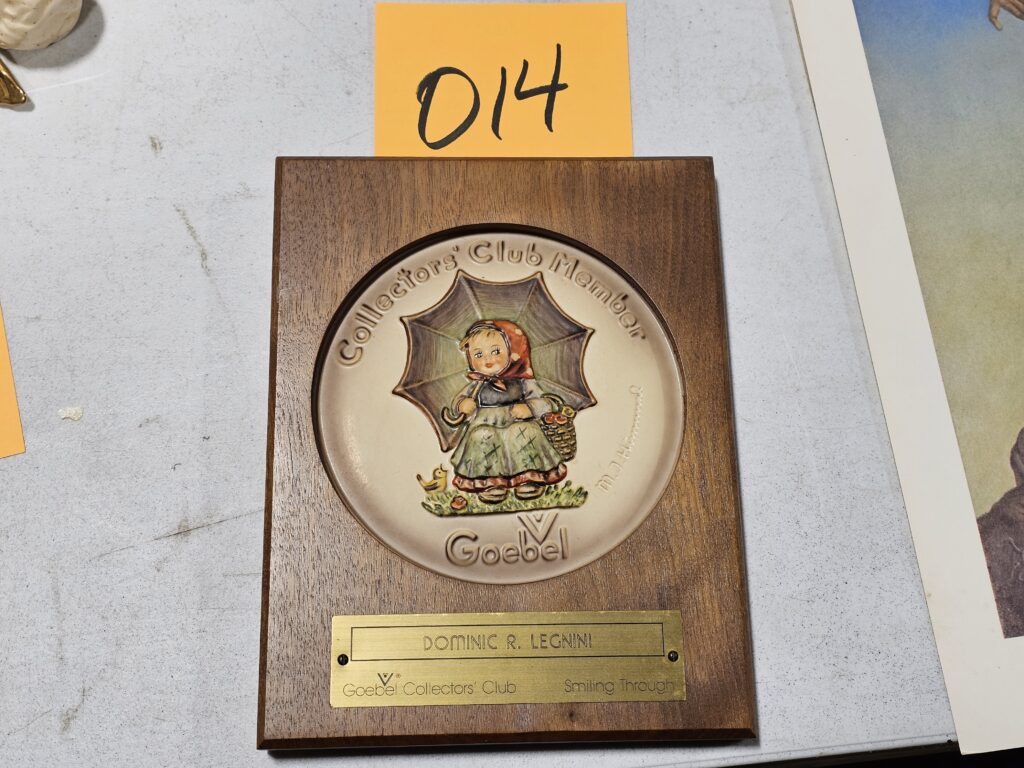 014
Collectors' Club Member
M.J. Hummel
Goebel
DOMINIC R. LEGNINI
Goebel® Collectors' Club Smiling Through